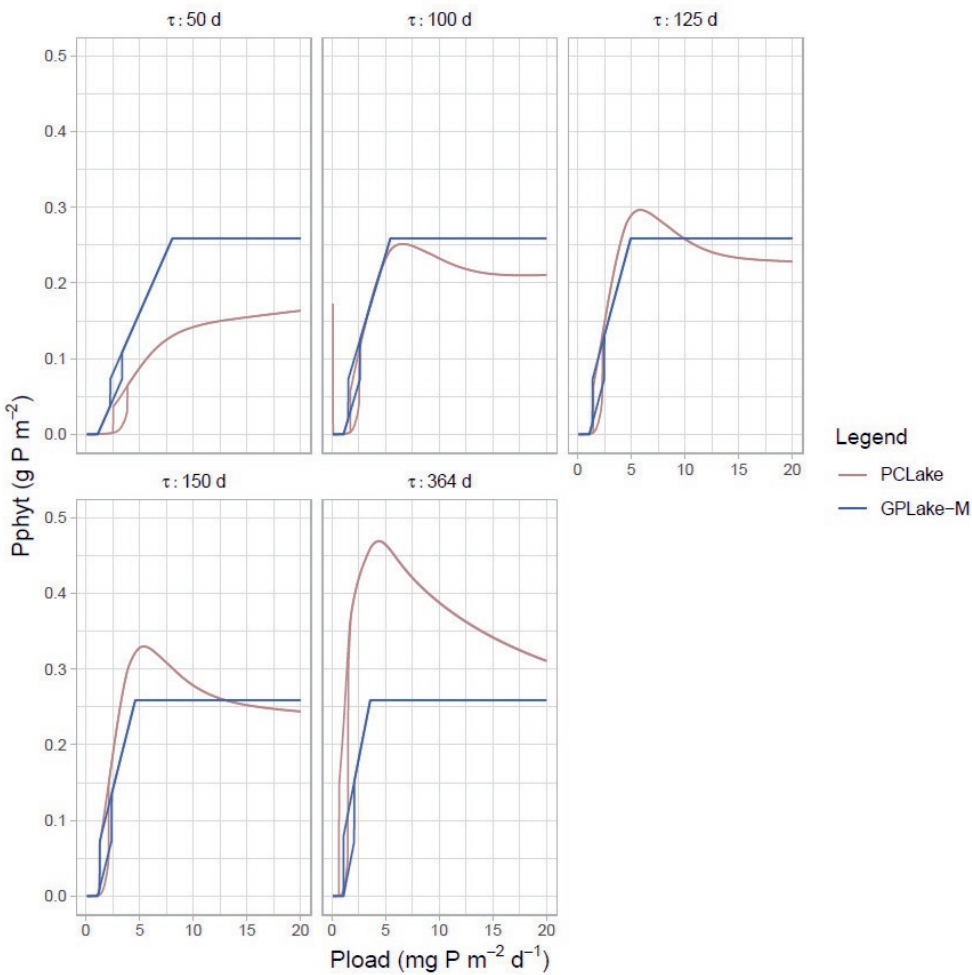 τ : 50 d
τ : 100 d
τ : 125 d
0.5
0.4
0.3
0.2
0.1
0.0
0 5 10 15 20
τ : 150 d
τ : 364 d
0.5
0.4
0.3
0.2
0.1
0.0
0 5 10 15 20
0 5 10 15 20
Pphyt (g P m⁻²)
Pload (mg P m⁻² d⁻¹)
Legend
PCLake
GPLake−M